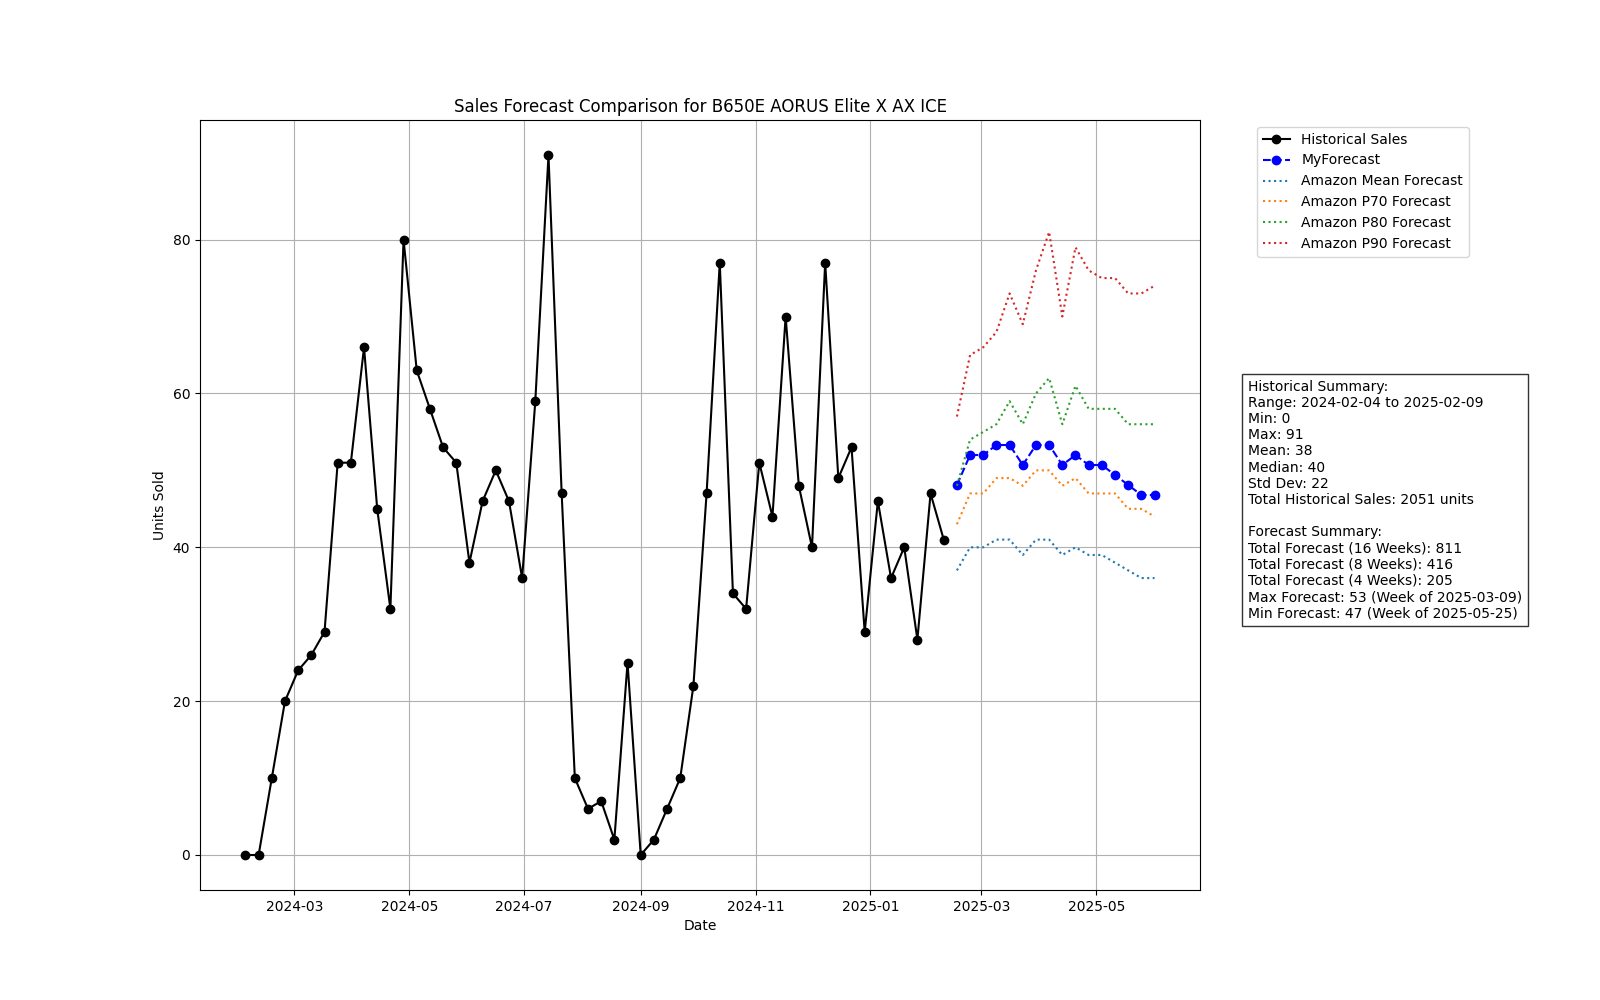 Sales Forecast Comparison for B650E AORUS Elite X AX ICE
Units Sold
80
60
40
20
0
2024-03
2024-05
2024-07
2024-09
2024-11
2025-01
2025-03
2025-05
Date
Historical Sales
MyForecast
Amazon Mean Forecast
Amazon P70 Forecast
Amazon P80 Forecast
Amazon P90 Forecast
Historical Summary:
Range: 2024-02-04 to 2025-02-09
Min: 0
Max: 91
Mean: 38
Median: 40
Std Dev: 22
Total Historical Sales: 2051 units
Forecast Summary:
Total Forecast (16 Weeks): 811
Total Forecast (8 Weeks): 416
Total Forecast (4 Weeks): 205
Max Forecast: 53 (Week of 2025-03-09)
Min Forecast: 47 (Week of 2025-05-25)